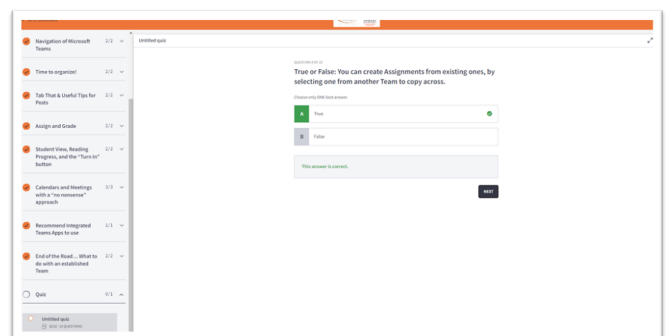 Navigation of Microsoft 2/2
Teams
Time to organize! 2/2
Tab That & Useful Tips for 2/2
Posts
Assign and Grade 2/2
Student View, Reading 2/2
Progress, and the "Turn In"
button
Calendars and Meetings 3/3
with a "no nonsense"
approach
Recommend Integrated 1/1
Teams Apps to use
End of the Road... What to 2/2
do with an established
Team
Quiz 0/1
Untitled quiz
Untitled quiz
True or False: You can create Assignments from existing ones, by
selecting one from another Team to copy across.
Choose only ONE best answer.
A True
B False
This answer is correct.
NEXT